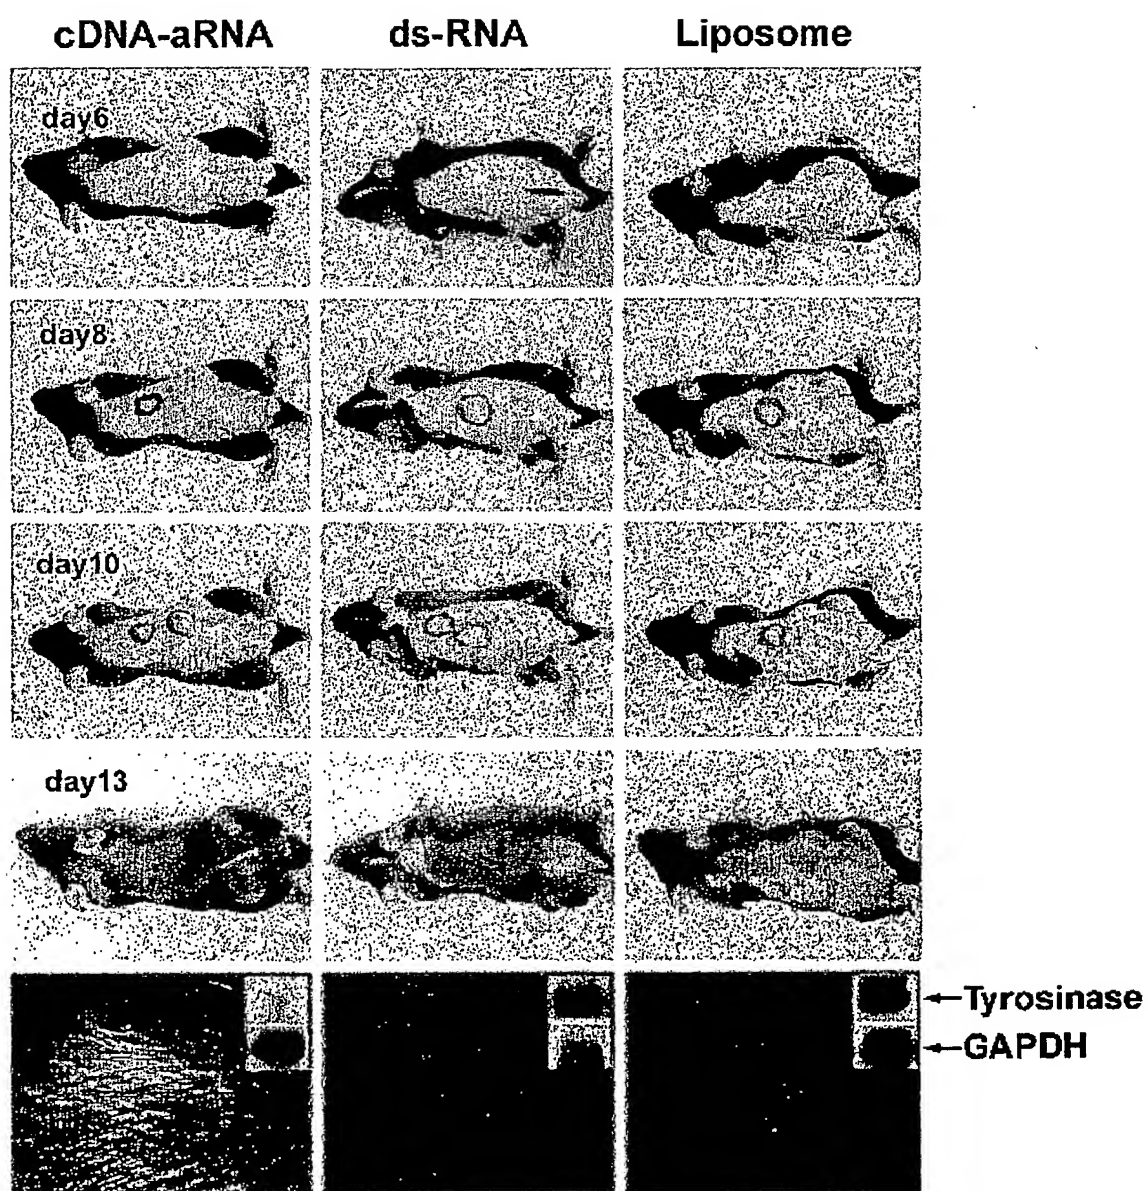 cDNA-aRNA ds-RNA Liposome
day6
day8
day10
day13
Tyrosinase
GAPDH